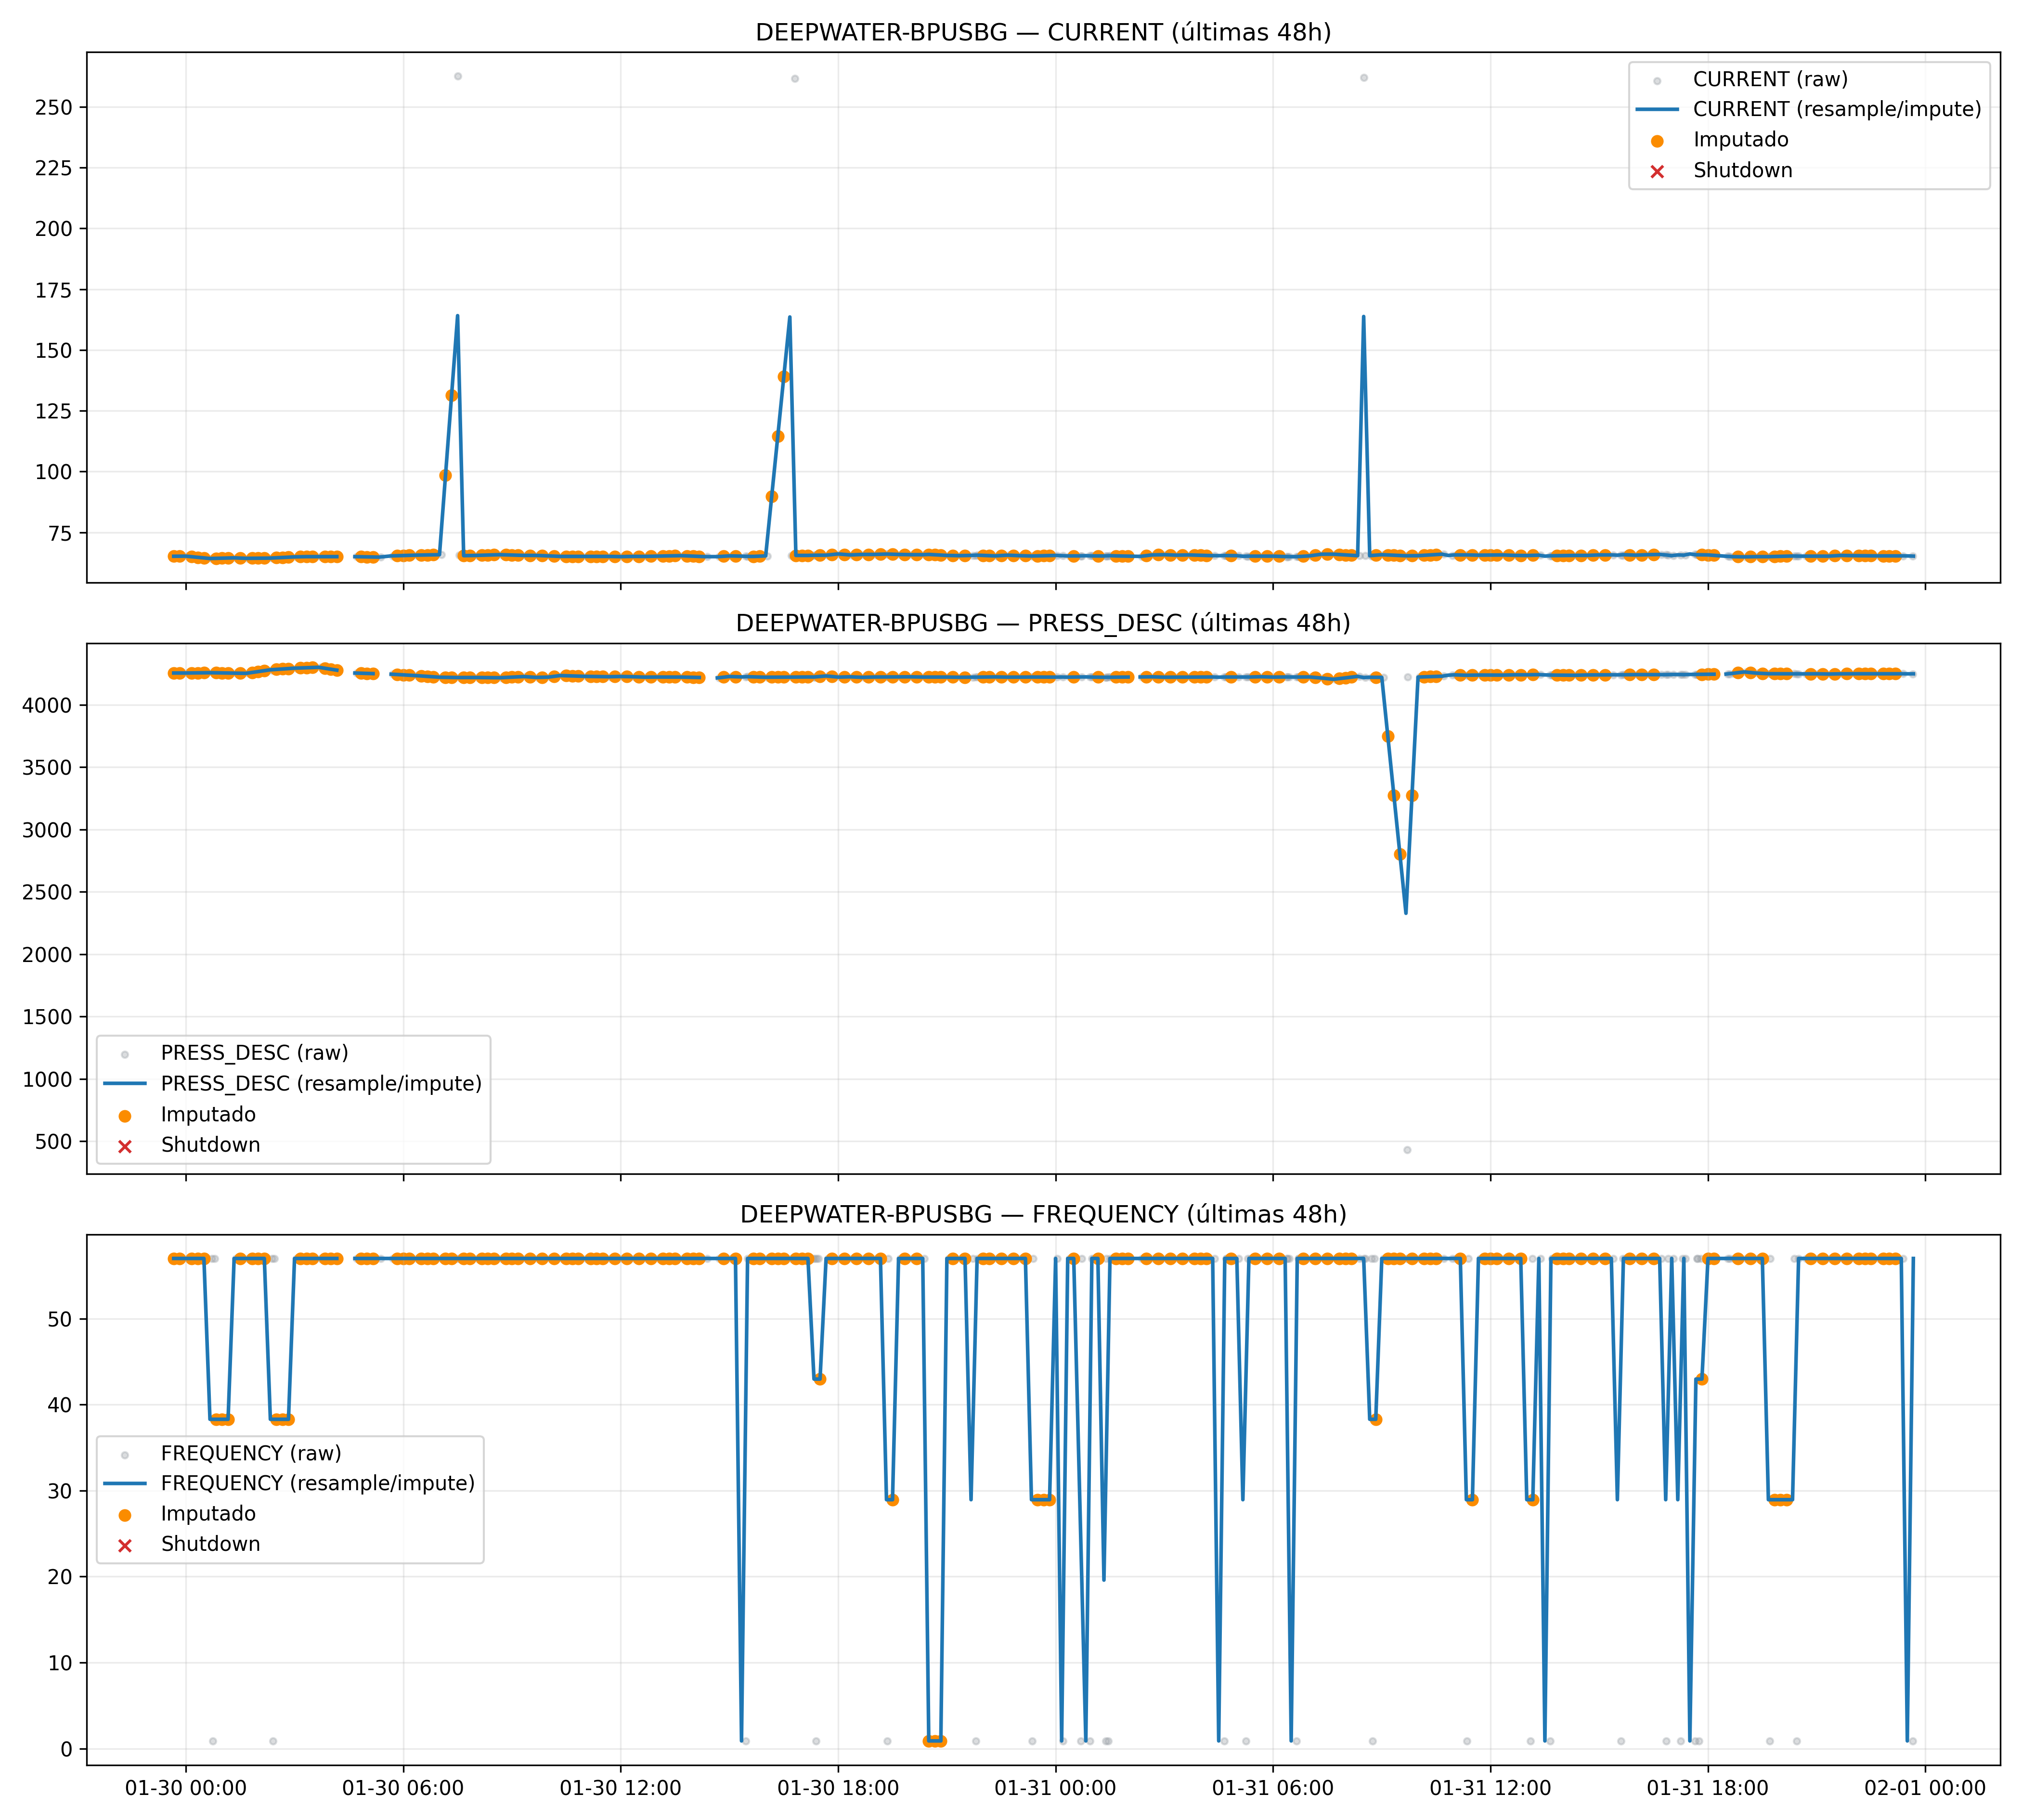 DEEPWATER-BPUSBG — CURRENT (últimas 48h)
250
225
200
175
150
125
100
75
CURRENT (raw)
CURRENT (resample/impute)
Imputado
Shutdown
DEEPWATER-BPUSBG — PRESS_DESC (últimas 48h)
4000
3500
3000
2500
2000
1500
1000
500
PRESS_DESC (raw)
PRESS_DESC (resample/impute)
Imputado
Shutdown
DEEPWATER-BPUSBG — FREQUENCY (últimas 48h)
50
40
30
20
10
0
FREQUENCY (raw)
FREQUENCY (resample/impute)
Imputado
Shutdown
01-30 00:00 01-30 06:00 01-30 12:00 01-30 18:00 01-31 00:00 01-31 06:00 01-31 12:00 01-31 18:00 02-01 00:00